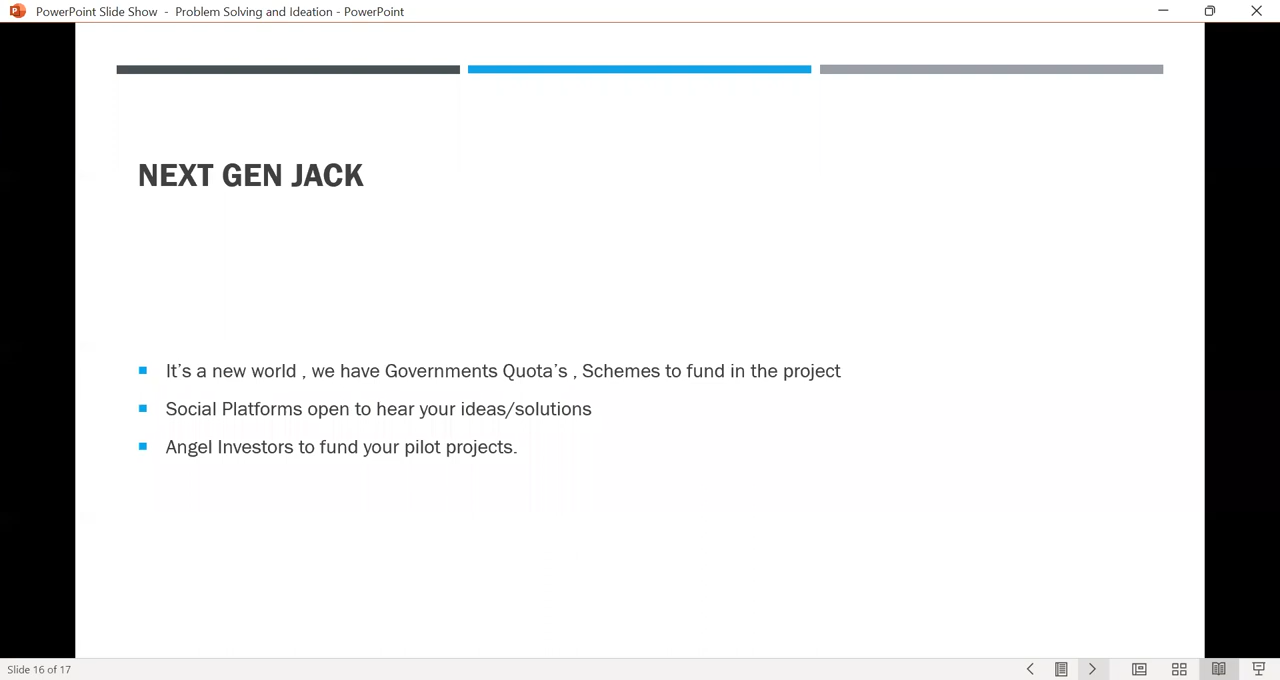 PowerPoint Slide Show - Problem Solving and Ideation - PowerPoint
NEXT GEN JACK
It’s a new world , we have Governments Quota’s , Schemes to fund in the project
Social Platforms open to hear your ideas/solutions
Angel Investors to fund your pilot projects.
Slide 16 of 17